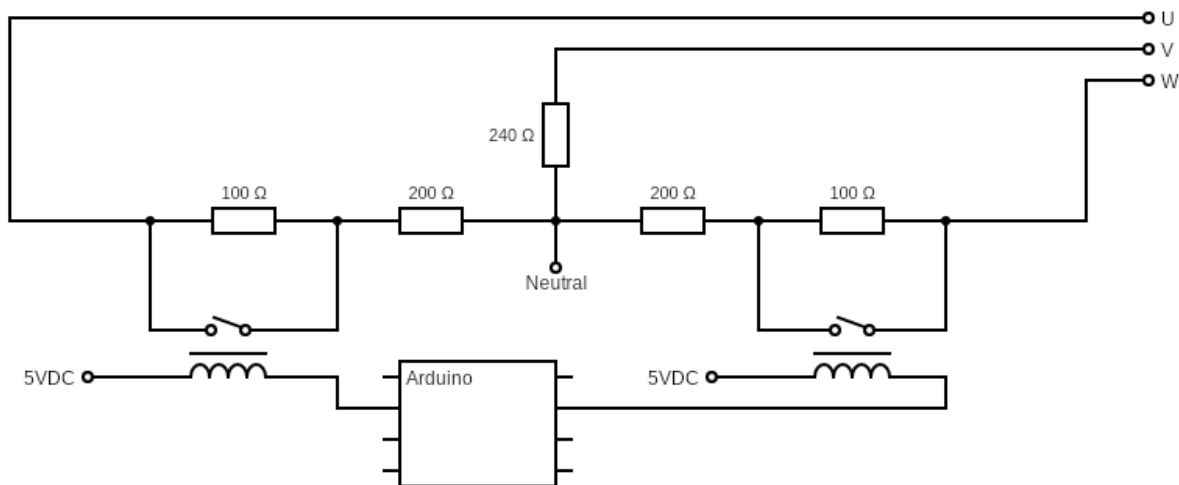 U
V
W
240 Ω
100 Ω
200 Ω
200 Ω
100 Ω
Neutral
5VDC
Arduino
5VDC